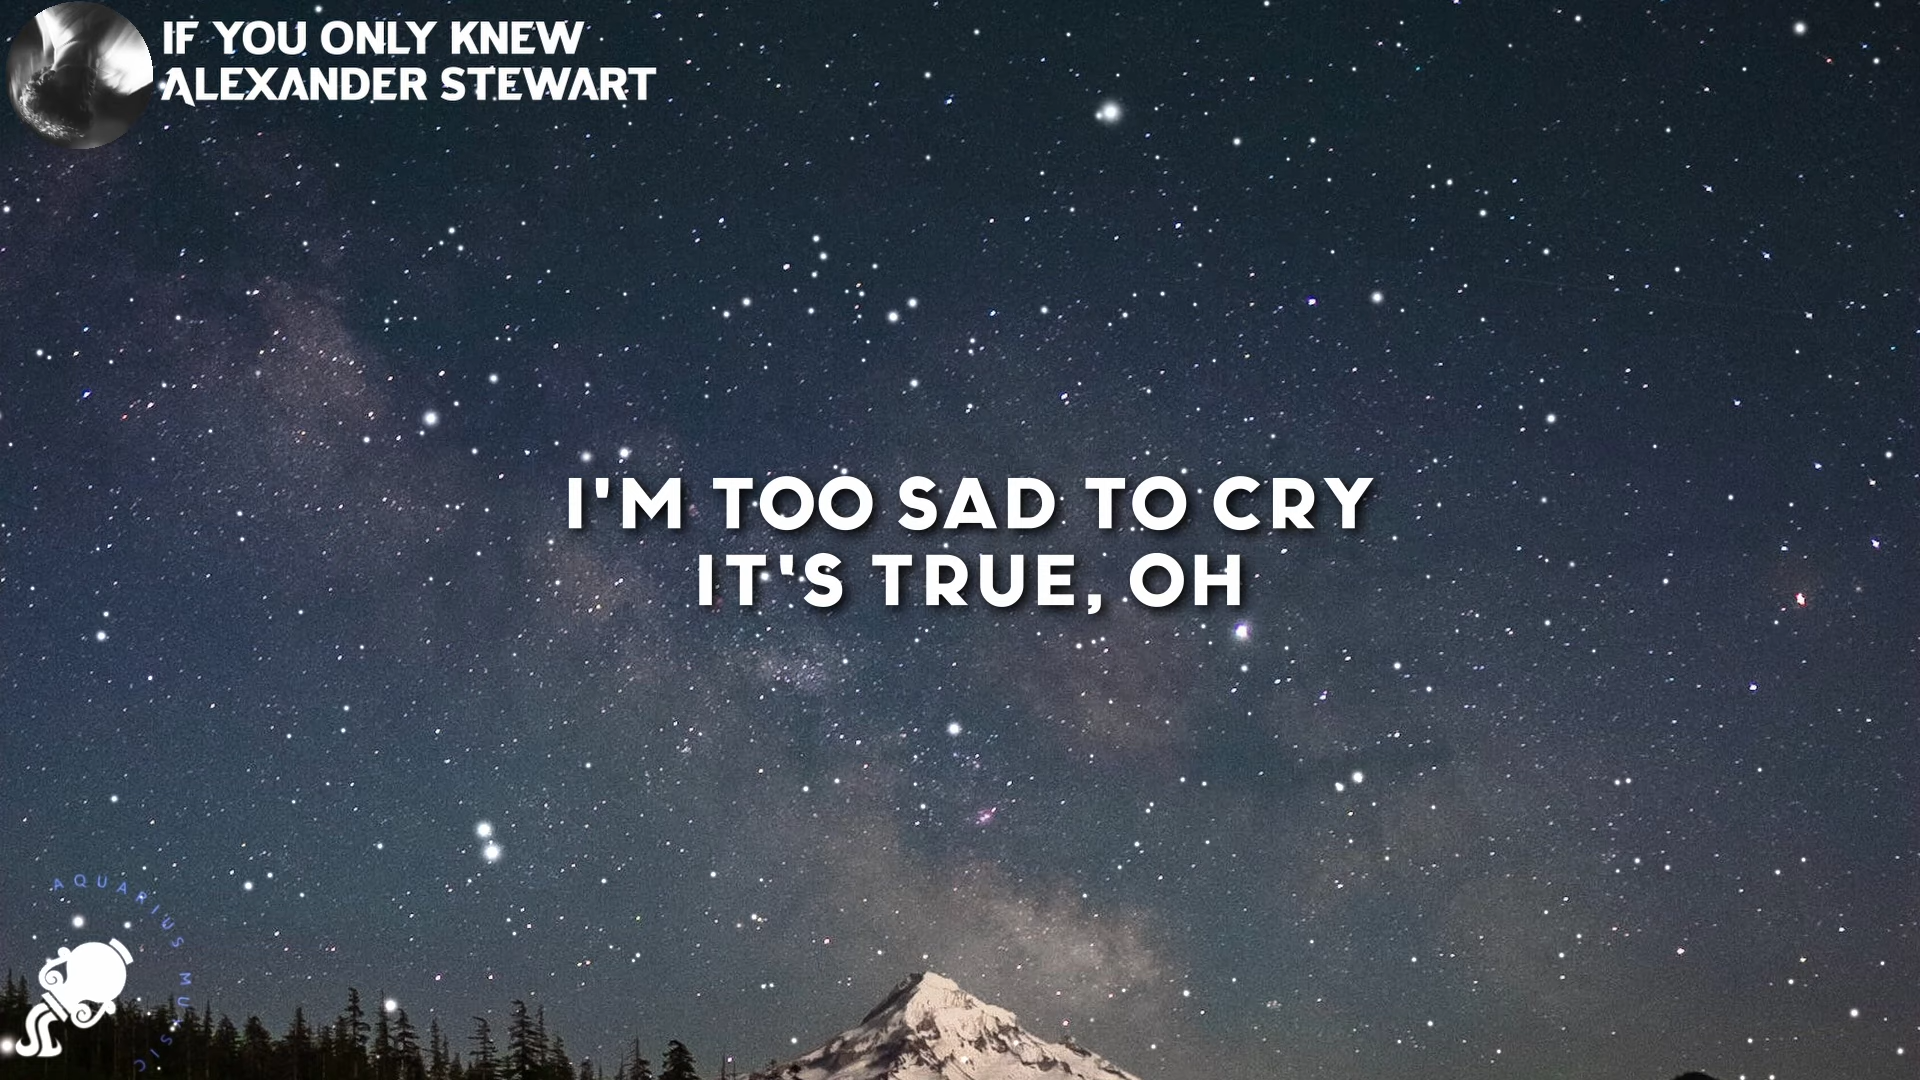 IF YOU ONLY KNEW
ALEXANDER STEWART
I'M TOO SAD TO CRY
IT'S TRUE, OH
AQUARIUS MUSIC